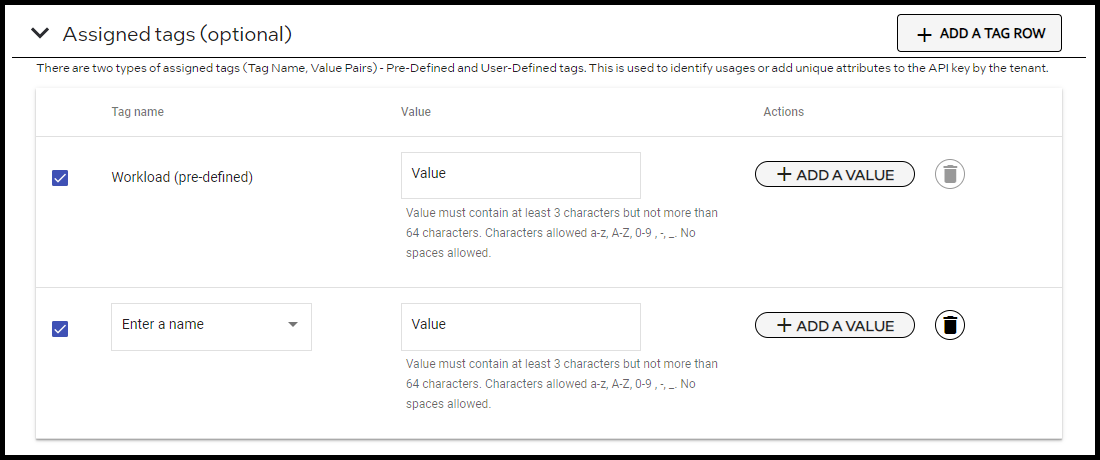 Assigned tags (optional)
+ ADD A TAG ROW
There are two types of assigned tags (Tag Name, Value Pairs) - Pre-Defined and User-Defined tags. This is used to identify usages or add unique attributes to the API key by the tenant.
Tag name Value Actions
Workload (pre-defined) Value + ADD A VALUE
Value must contain at least 3 characters but not more than
64 characters. Characters allowed a-z, A-Z, 0-9 , -, _. No
spaces allowed.
Enter a name Value + ADD A VALUE
Value must contain at least 3 characters but not more than
64 characters. Characters allowed a-z, A-Z, 0-9 , -, _. No
spaces allowed.